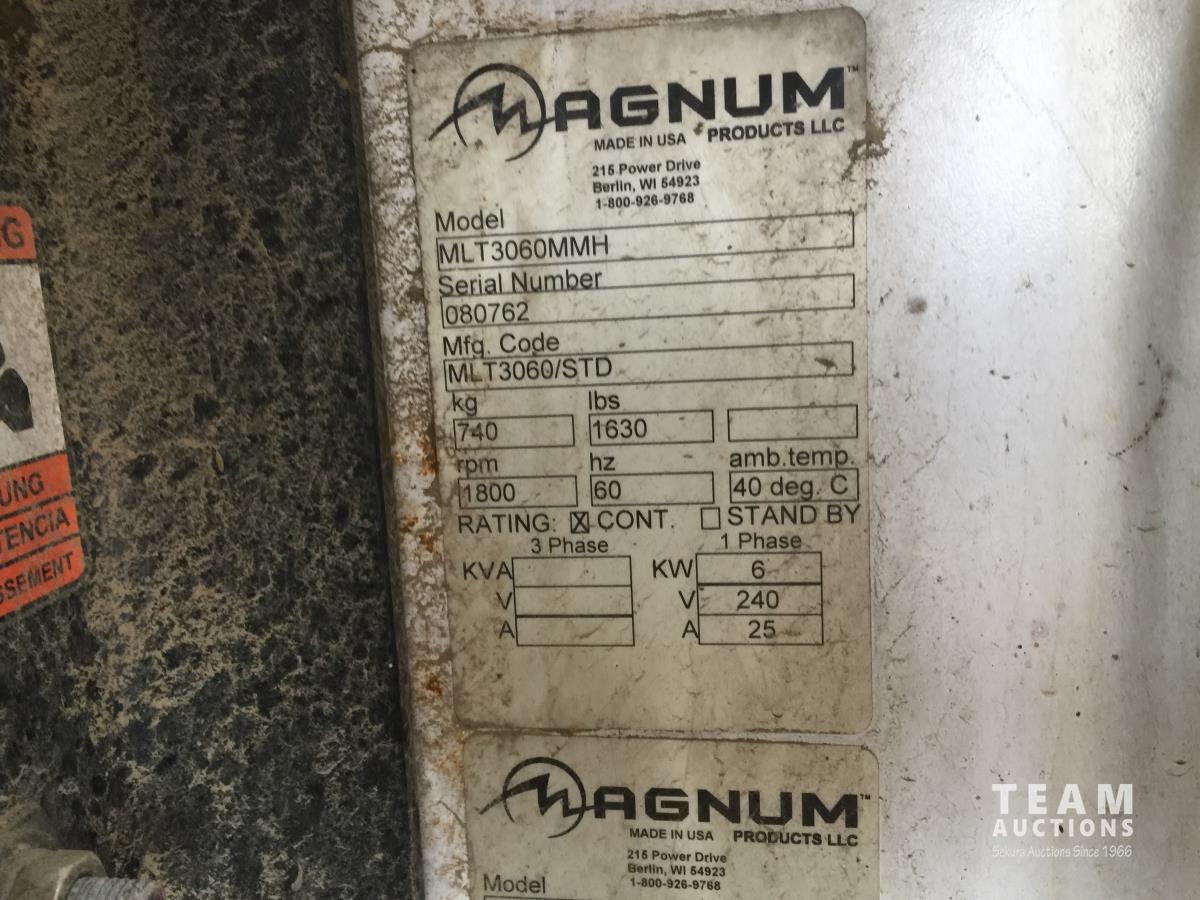 MAGNUM™
MADE IN USA PRODUCTS LLC
215 Power Drive
Berlin, WI 54923
1-800-926-9768
Model
MLT3060MMH
Serial Number
080762
Mfg. Code
MLT3060/STD
kg lbs
740 1630
rpm hz amb.temp.
1800 60 40 deg. C
RATING: ☒ CONT. ☐ STAND BY
3 Phase 1 Phase
KVA KW 6
V V 240
A A 25
MAGNUM™
MADE IN USA PRODUCTS LLC
215 Power Drive
Berlin, WI 54923
1-800-926-9768
Model
G
UNG
TENCIA
SSEMENT
TEAM
AUCTIONS
Sekura Auctions Since 1966